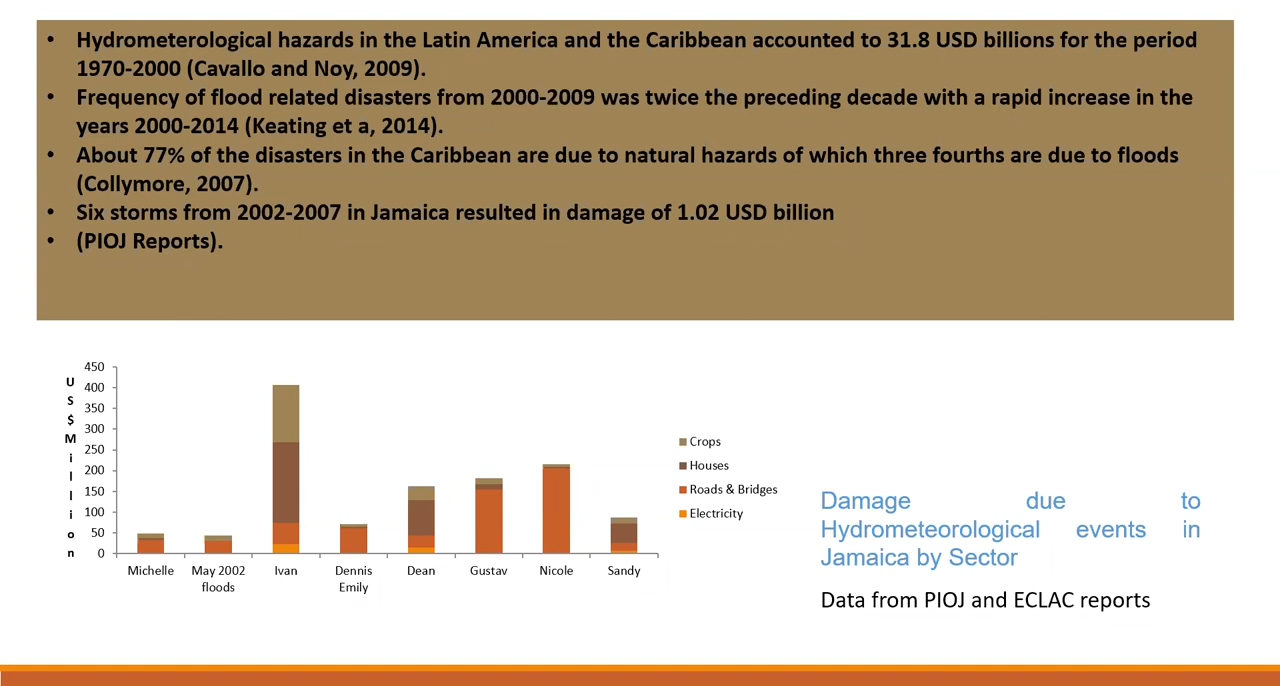 • Hydrometerological hazards in the Latin America and the Caribbean accounted to 31.8 USD billions for the period
1970-2000 (Cavallo and Noy, 2009).
• Frequency of flood related disasters from 2000-2009 was twice the preceding decade with a rapid increase in the
years 2000-2014 (Keating et a, 2014).
• About 77% of the disasters in the Caribbean are due to natural hazards of which three fourths are due to floods
(Collymore, 2007).
• Six storms from 2002-2007 in Jamaica resulted in damage of 1.02 USD billion
• (PIOJ Reports).
US$Million
450
400
350
300
250
200
150
100
50
0
Michelle May 2002 Ivan Dennis Dean Gustav Nicole Sandy
floods Emily
Crops
Houses
Roads & Bridges
Electricity
Damage due to
Hydrometeorological events in
Jamaica by Sector
Data from PIOJ and ECLAC reports